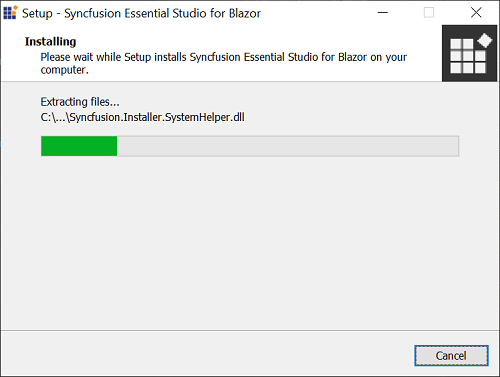 Setup - Syncfusion Essential Studio for Blazor
Installing
Please wait while Setup installs Syncfusion Essential Studio for Blazor on your
computer.
Extracting files...
C:\...\Syncfusion.Installer.SystemHelper.dll
Cancel